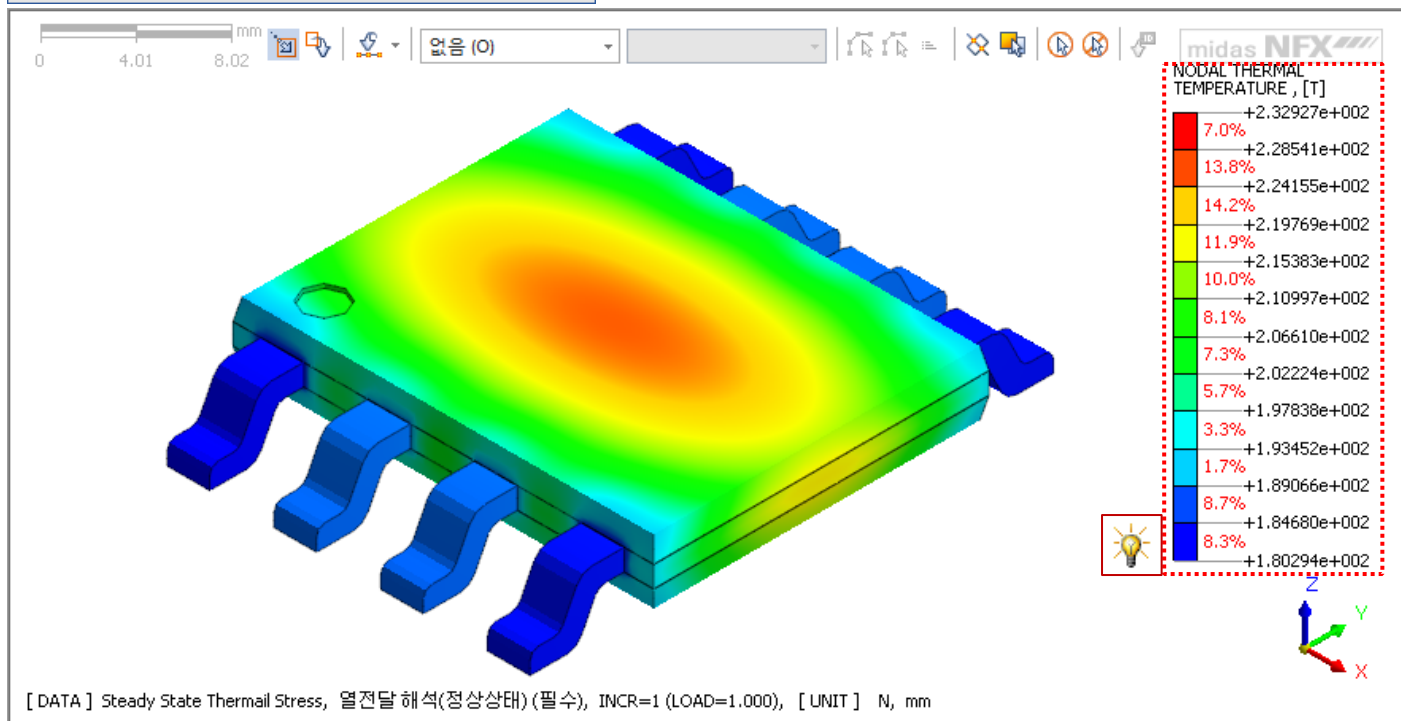 mm
0 4.01 8.02
없음 (O)
midas NFX
NODAL THERMAL
TEMPERATURE , [T]
+2.32927e+002
7.0%
+2.28541e+002
13.8%
+2.24155e+002
14.2%
+2.19769e+002
11.9%
+2.15383e+002
10.0%
+2.10997e+002
8.1%
+2.06610e+002
7.3%
+2.02224e+002
5.7%
+1.97838e+002
3.3%
+1.93452e+002
1.7%
+1.89066e+002
8.7%
+1.84680e+002
8.3%
+1.80294e+002
Z
Y
X
[ DATA ] Steady State Thermail Stress, 열전달 해석(정상상태) (필수), INCR=1 (LOAD=1.000), [ UNIT ] N, mm